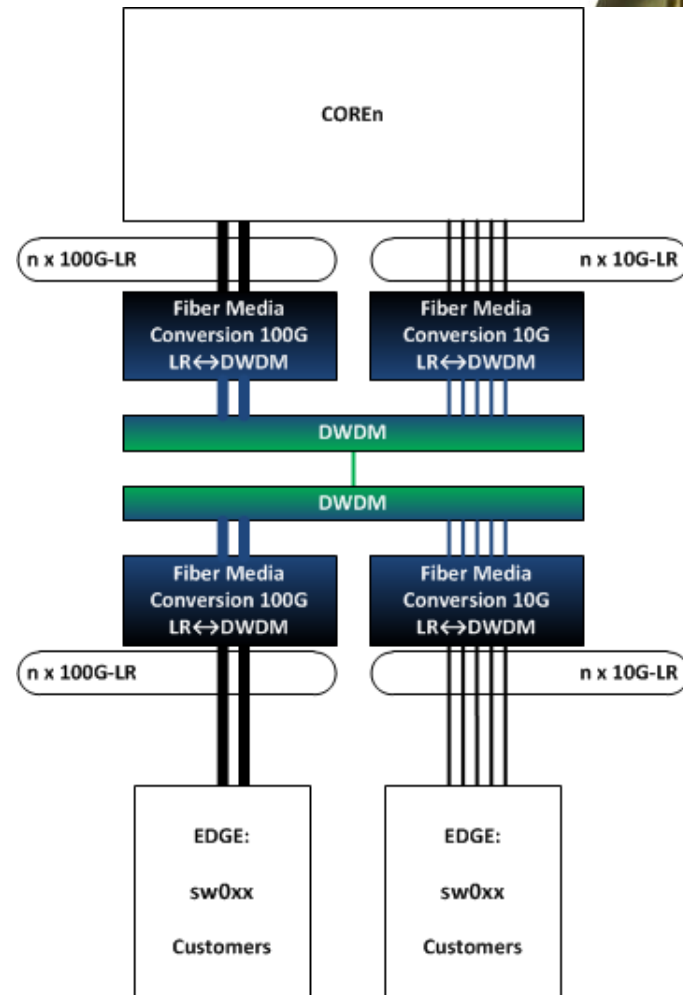 COREn
n x 100G-LR
n x 10G-LR
Fiber Media
Conversion 100G
LR↔DWDM
Fiber Media
Conversion 10G
LR↔DWDM
DWDM
DWDM
Fiber Media
Conversion 100G
LR↔DWDM
Fiber Media
Conversion 10G
LR↔DWDM
n x 100G-LR
n x 10G-LR
EDGE:
sw0xx
Customers
EDGE:
sw0xx
Customers